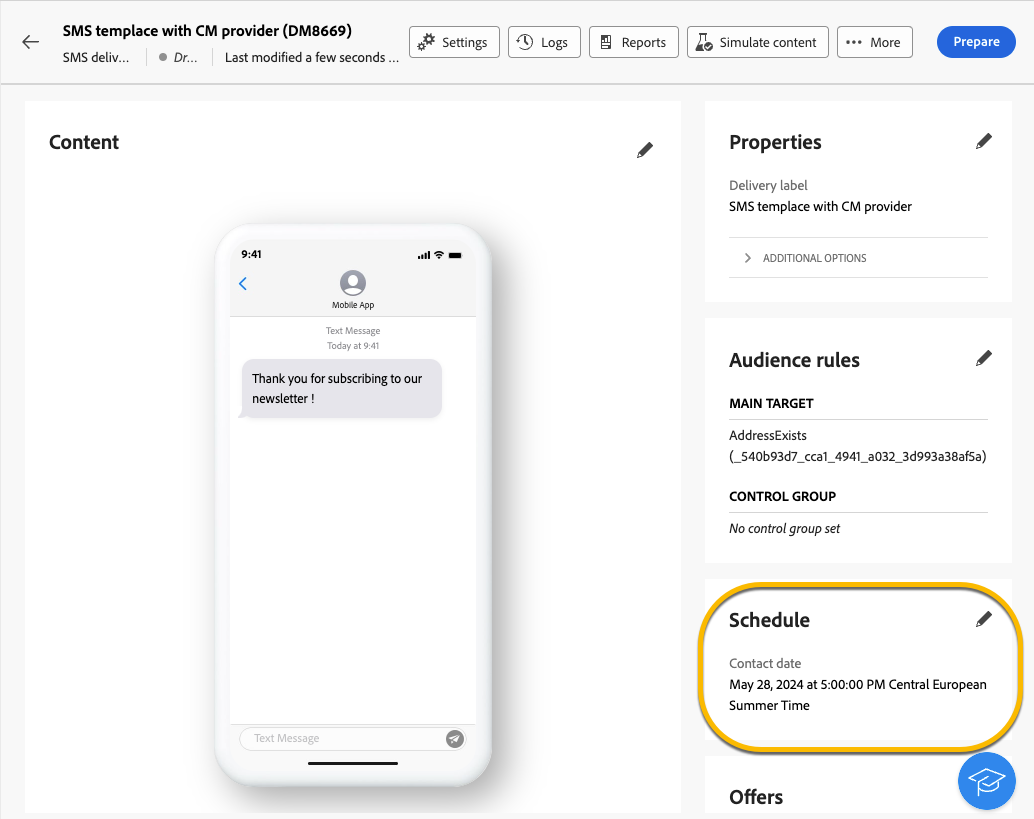 SMS templace with CM provider (DM8669)
SMS deliv... Dr... Last modified a few seconds ...
Settings
Logs
Reports
Simulate content
More
Prepare
Content
9:41
Mobile App
Text Message
Today at 9:41
Thank you for subscribing to our
newsletter !
Text Message
Properties
Delivery label
SMS templace with CM provider
ADDITIONAL OPTIONS
Audience rules
MAIN TARGET
AddressExists
(_540b93d7_cca1_4941_a032_3d993a38af5a)
CONTROL GROUP
No control group set
Schedule
Contact date
May 28, 2024 at 5:00:00 PM Central European
Summer Time
Offers